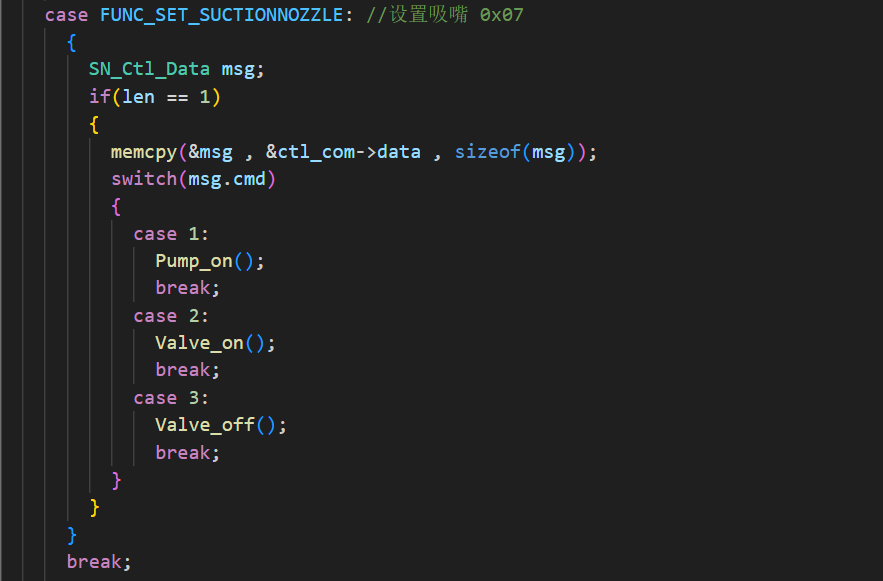 case FUNC_SET_SUCTIONNOZZLE: //设置吸嘴 0x07
{
SN_Ctl_Data msg;
if(len == 1)
{
memcpy(&msg , &ctl_com->data , sizeof(msg));
switch(msg.cmd)
{
case 1:
Pump_on();
break;
case 2:
Valve_on();
break;
case 3:
Valve_off();
break;
}
}
}
break;